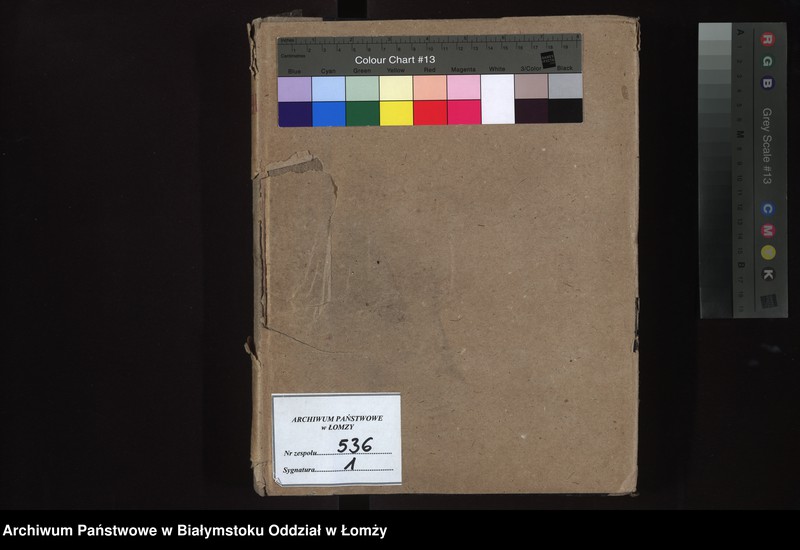 Colour Chart #13
Blue Cyan Green Yellow Red Magenta White 3/Color Black
ARCHIWUM PAŃSTWOWE
w ŁOMŻY
Nr zespołu 536
Sygnatura 1
R
G
B
Grey Scale #13
C
M
K
A
M
B
Archiwum Państwowe w Białymstoku Oddział w Łomży